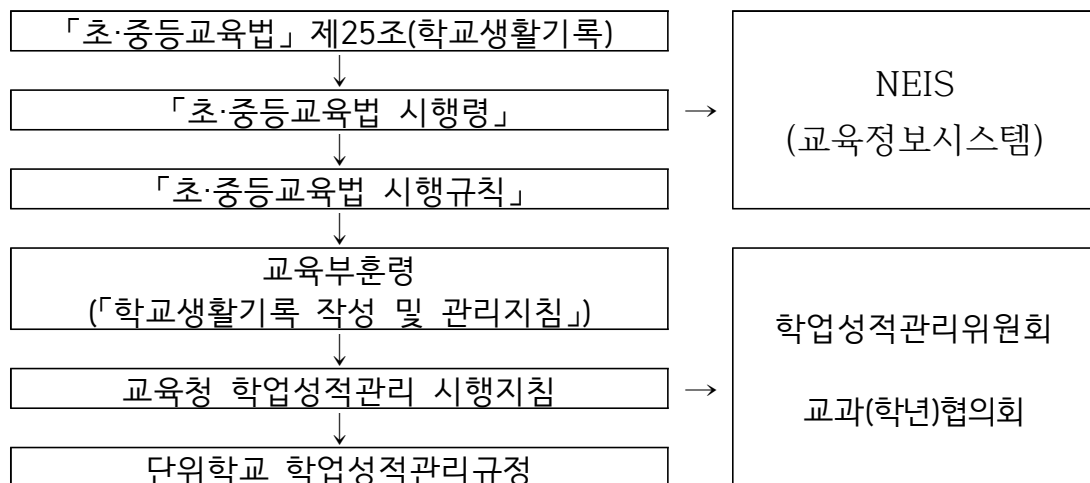 「초·중등교육법」 제25조(학교생활기록)
↓
「초·중등교육법 시행령」
→
NEIS
(교육정보시스템)
↓
「초·중등교육법 시행규칙」
↓
교육부훈령
(「학교생활기록 작성 및 관리지침」)
↓
교육청 학업성적관리 시행지침
→
학업성적관리위원회
교과(학년)협의회
↓
단위학교 학업성적관리규정